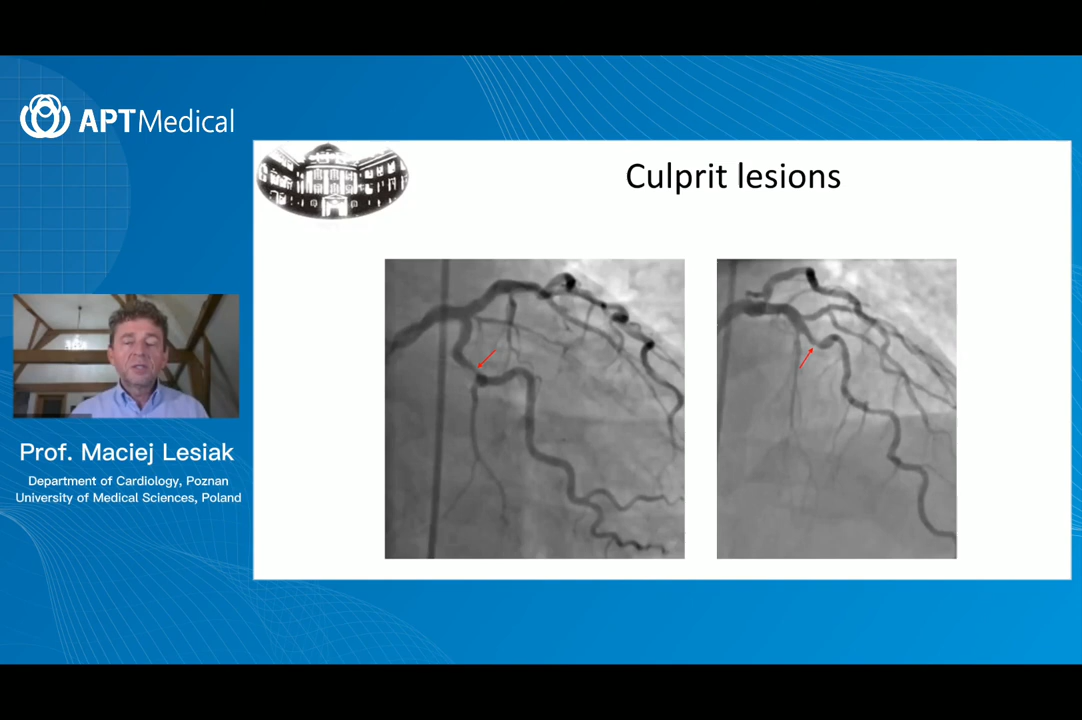 APTMedical
Culprit lesions
Prof. Maciej Lesiak
Department of Cardiology, Poznan
University of Medical Sciences, Poland